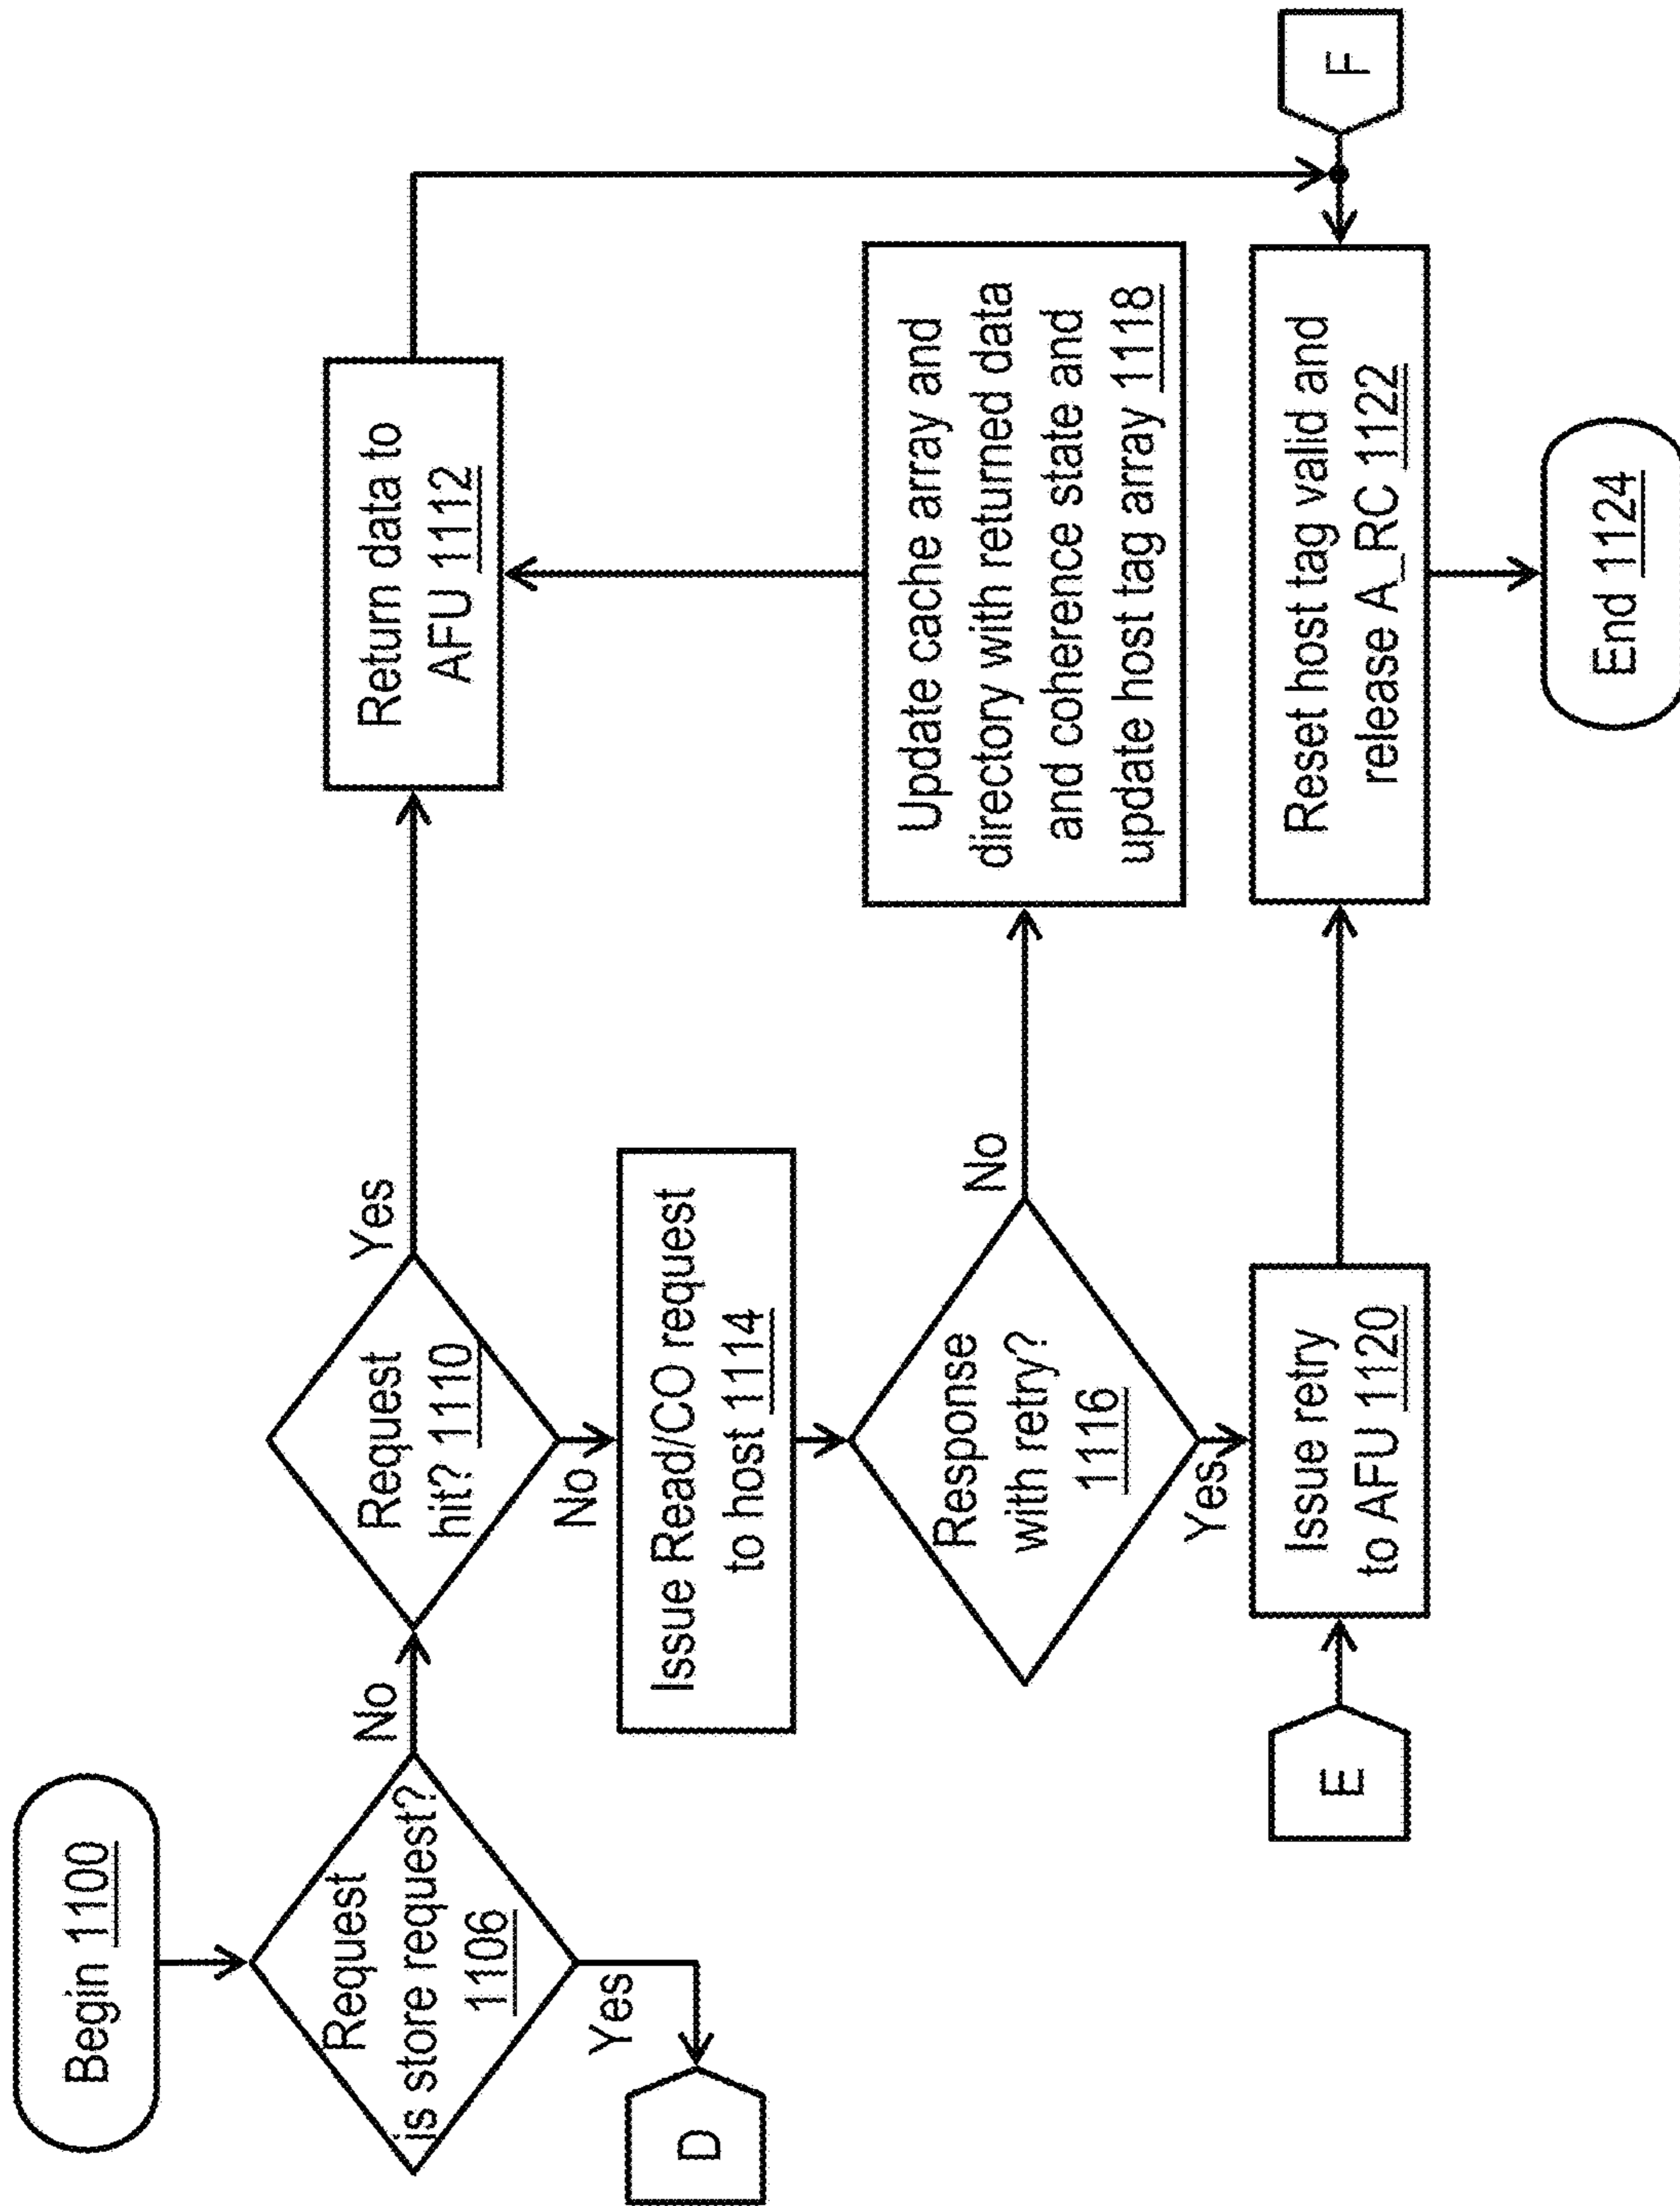 Begin 1100
Request
is store request?
1106
Yes
D
No
Request
hit? 1110
Yes
Return data to
AFU 1112
No
Issue Read/CO request
to host 1114
Response
with retry?
1116
No
Update cache array and
directory with returned data
and coherence state and
update host tag array 1118
Yes
E
Issue retry
to AFU 1120
Reset host tag valid and
release A_RC 1122
F
End 1124